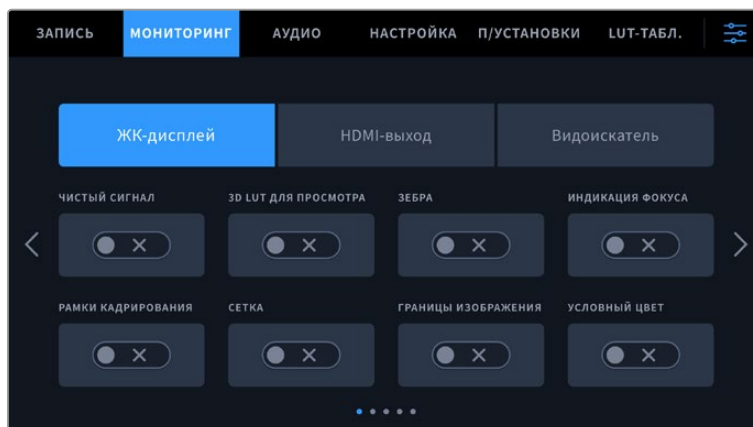 ЗАПИСЬ МОНИТОРИНГ АУДИО НАСТРОЙКА П/УСТАНОВКИ LUT-ТАБЛ.
ЖК-дисплей HDMI-выход Видоискатель
ЧИСТЫЙ СИГНАЛ 3D LUT ДЛЯ ПРОСМОТРА ЗЕБРА ИНДИКАЦИЯ ФОКУСА
РАМКИ КАДРИРОВАНИЯ СЕТКА ГРАНИЦЫ ИЗОБРАЖЕНИЯ УСЛОВНЫЙ ЦВЕТ